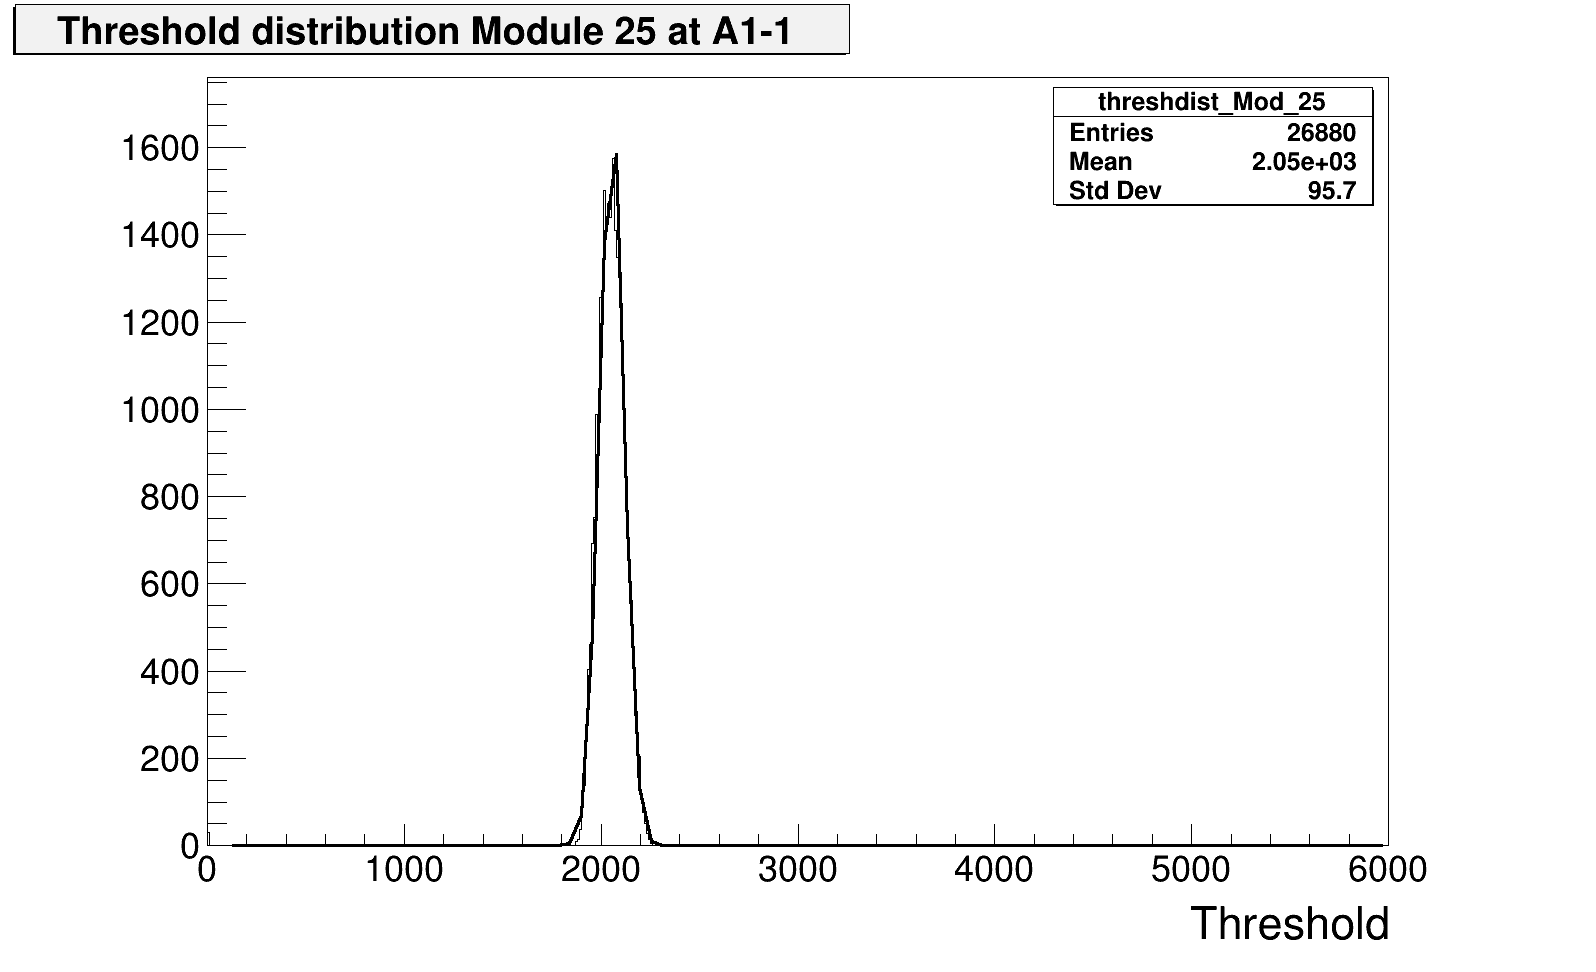 Threshold distribution Module 25 at A1-1
threshdist_Mod_25
Entries 26880
Mean 2.05e+03
Std Dev 95.7
1600
1400
1200
1000
800
600
400
200
0
0 1000 2000 3000 4000 5000 6000
Threshold